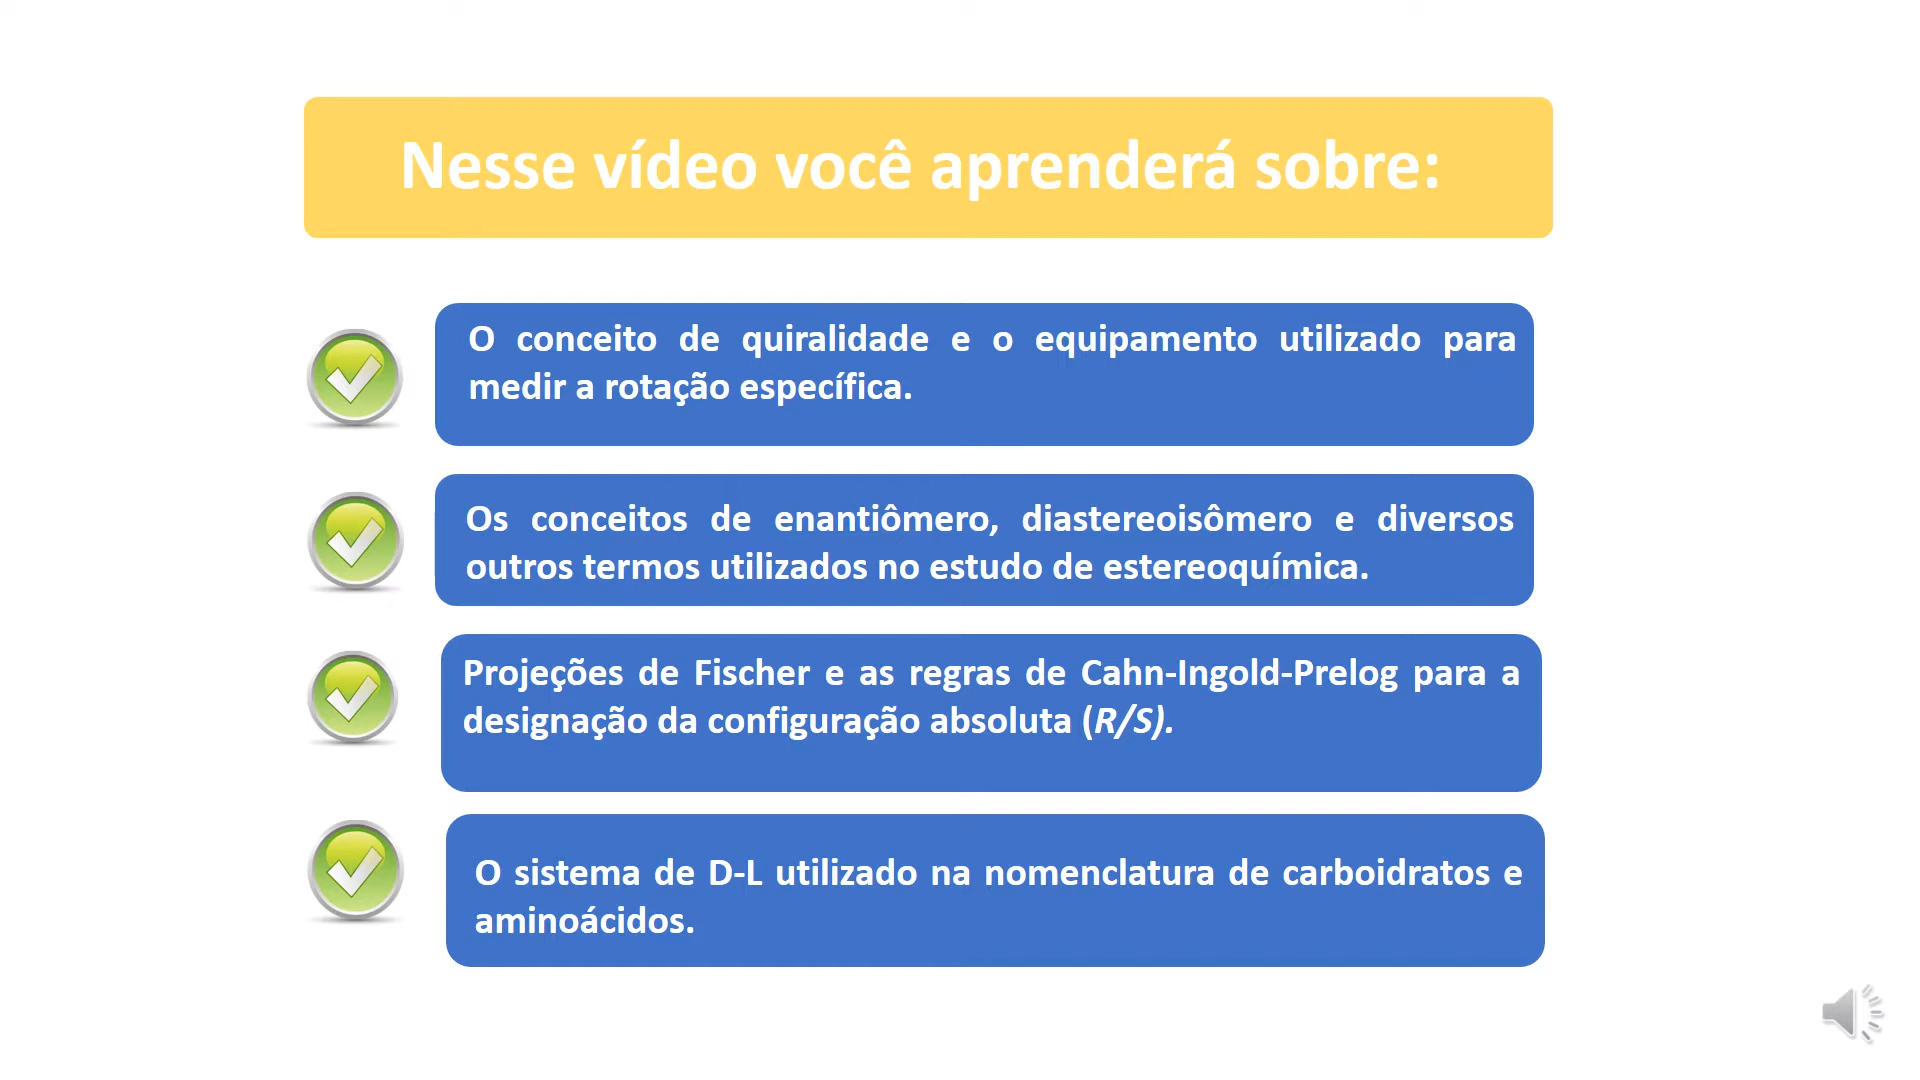 Nesse vídeo você aprenderá sobre:
O conceito de quiralidade e o equipamento utilizado para
medir a rotação específica.
Os conceitos de enantiômero, diastereoisômero e diversos
outros termos utilizados no estudo de estereoquímica.
Projeções de Fischer e as regras de Cahn-Ingold-Prelog para a
designação da configuração absoluta (R/S).
O sistema de D-L utilizado na nomenclatura de carboidratos e
aminoácidos.